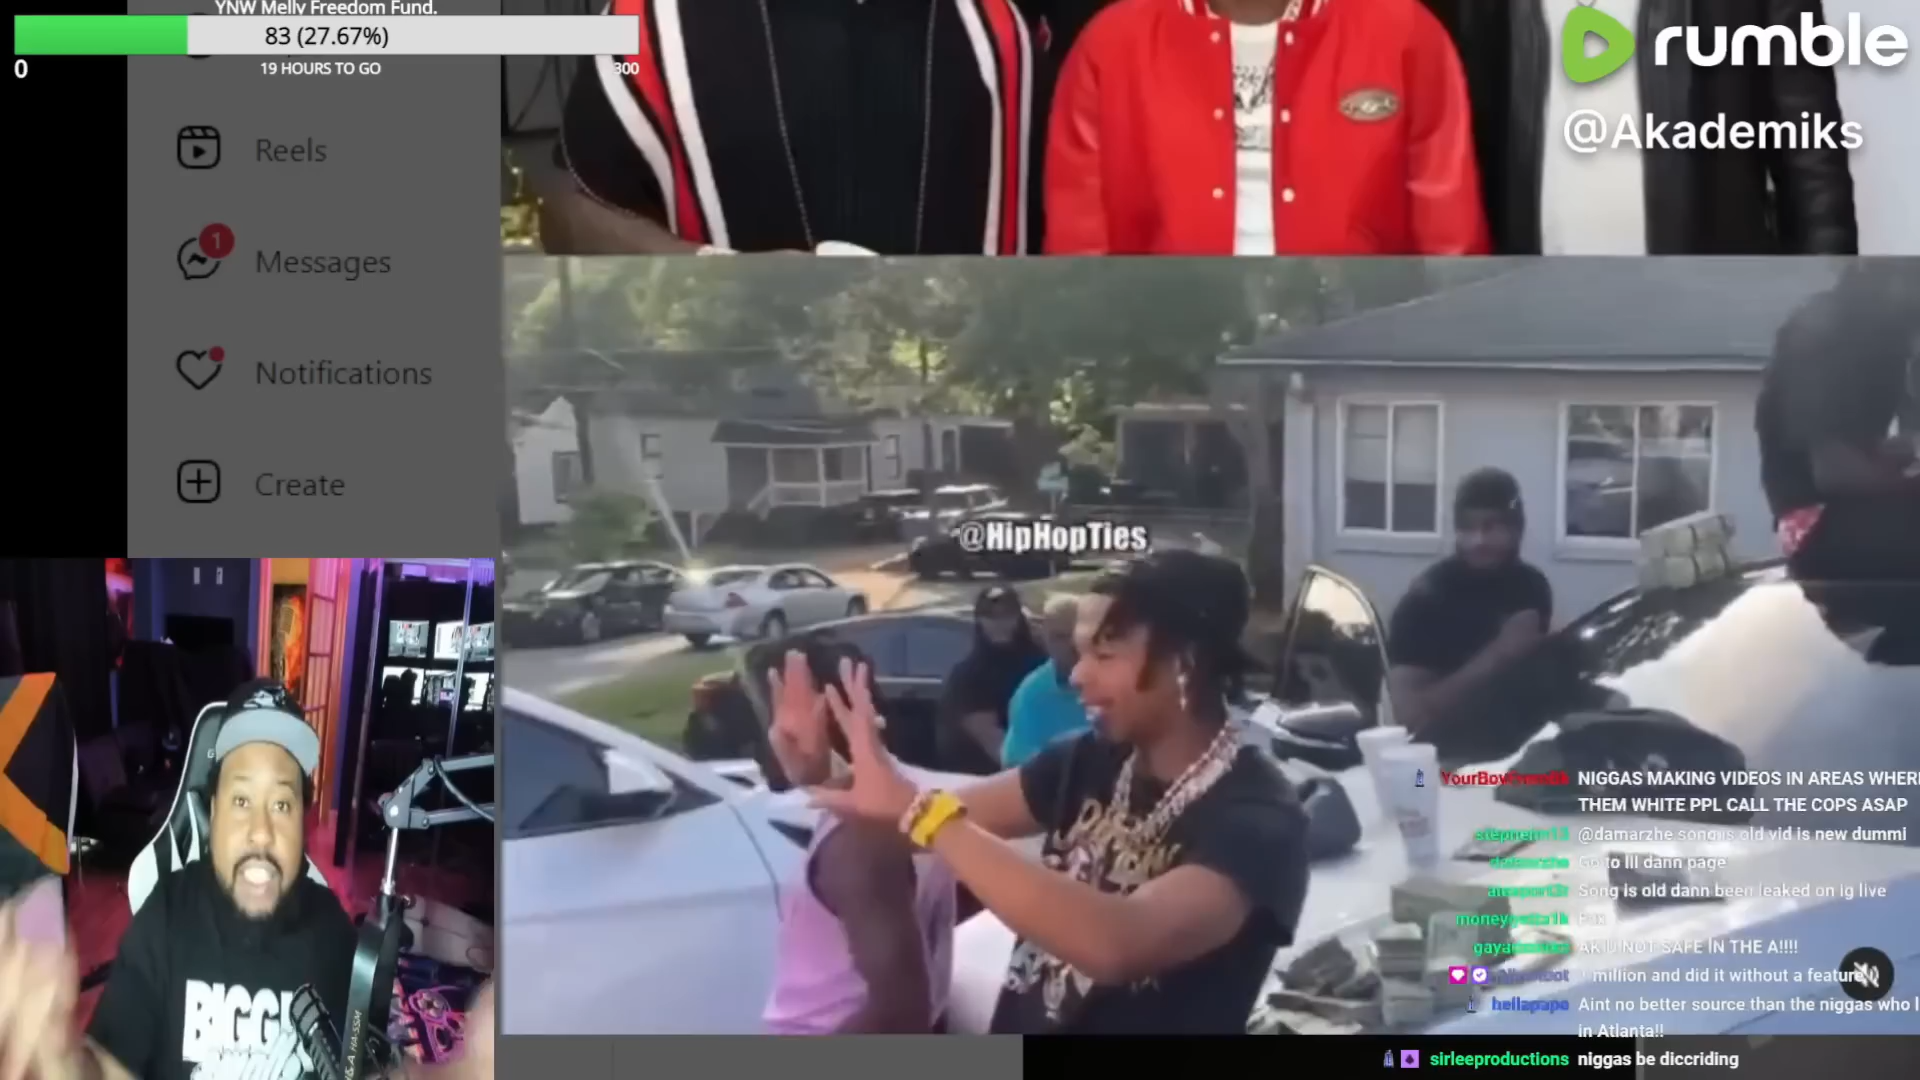 YNW Melly Freedom Fund.
83 (27.67%)
0
19 HOURS TO GO
300
rumble
@Akademiks
Reels
1
Messages
Notifications
Create
@HipHopTies
NIGGAS MAKING VIDEOS IN AREAS WHER
THEM WHITE PPL CALL THE COPS ASAP
@damarzhe song is old vid is new dummi
Go to lil dann page
Song is old dann been leaked on ig live
AK U NOT SAFE IN THE A!!!!
million and did it without a feature
hellapapo Aint no better source than the niggas who l
in Atlanta!!
sirleeproductions niggas be diccriding
BIGG